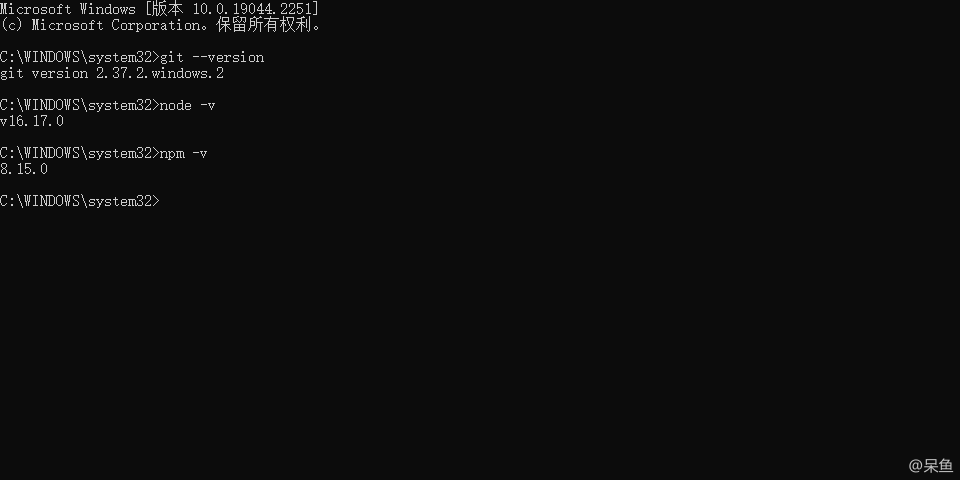 Microsoft Windows [版本 10.0.19044.2251]
(c) Microsoft Corporation。保留所有权利。
C:\WINDOWS\system32>git --version
git version 2.37.2.windows.2
C:\WINDOWS\system32>node -v
v16.17.0
C:\WINDOWS\system32>npm -v
8.15.0
C:\WINDOWS\system32>
@呆鱼